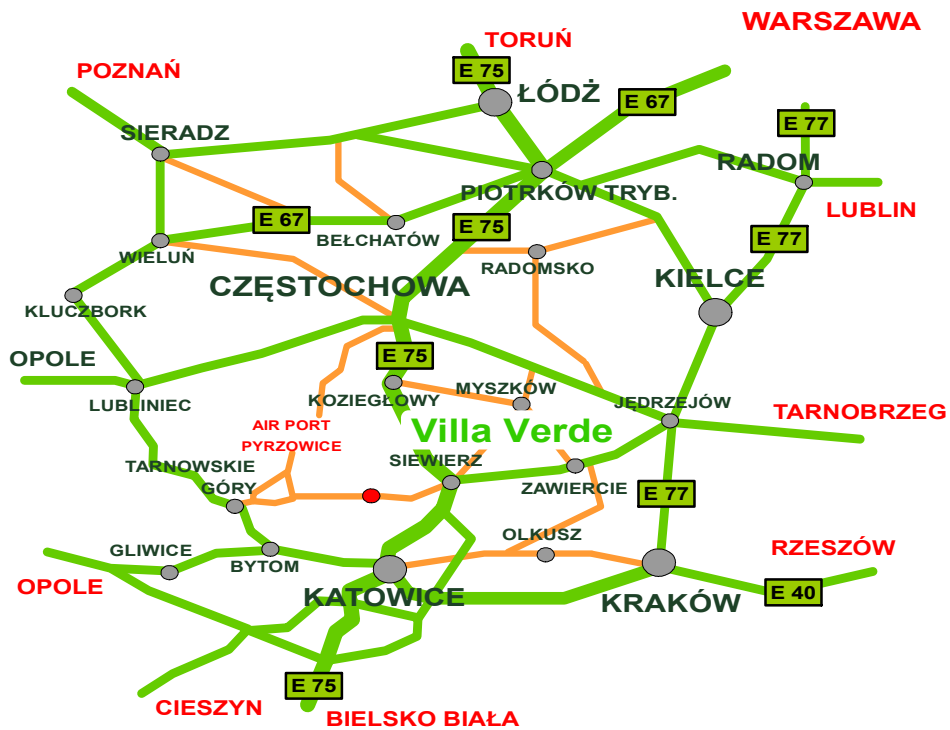 WARSZAWA
TORUŃ
POZNAŃ
E 75
ŁÓDŹ
E 67
E 77
SIERADZ
RADOM
PIOTRKÓW TRYB.
LUBLIN
E 67
E 75
BEŁCHATÓW
E 77
WIELUŃ
RADOMSKO
CZĘSTOCHOWA
KIELCE
KLUCZBORK
OPOLE
E 75
LUBLINIEC
KOZIEGŁOWY
MYSZKÓW
JĘDRZEJÓW
TARNOBRZEG
AIR PORT
PYRZOWICE
Villa Verde
SIEWIERZ
TARNOWSKIE
GÓRY
ZAWIERCIE
E 77
OLKUSZ
GLIWICE
BYTOM
RZESZÓW
OPOLE
KATOWICE
KRAKÓW
E 40
E 75
CIESZYN
BIELSKO BIAŁA